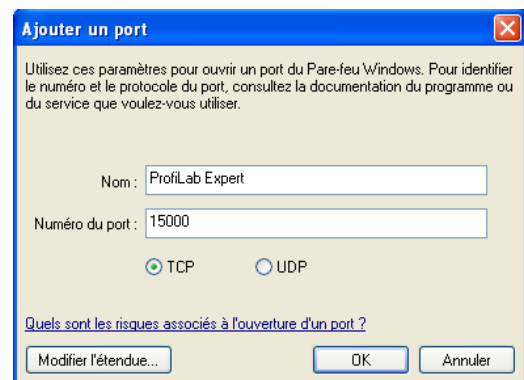 Ajouter un port
Utilisez ces paramètres pour ouvrir un port du Pare-feu Windows. Pour identifier
le numéro et le protocole du port, consultez la documentation du programme ou
du service que voulez-vous utiliser.
Nom : ProfiLab Expert
Numéro du port : 15000
TCP UDP
Quels sont les risques associés à l'ouverture d'un port ?
Modifier l'étendue... OK Annuler